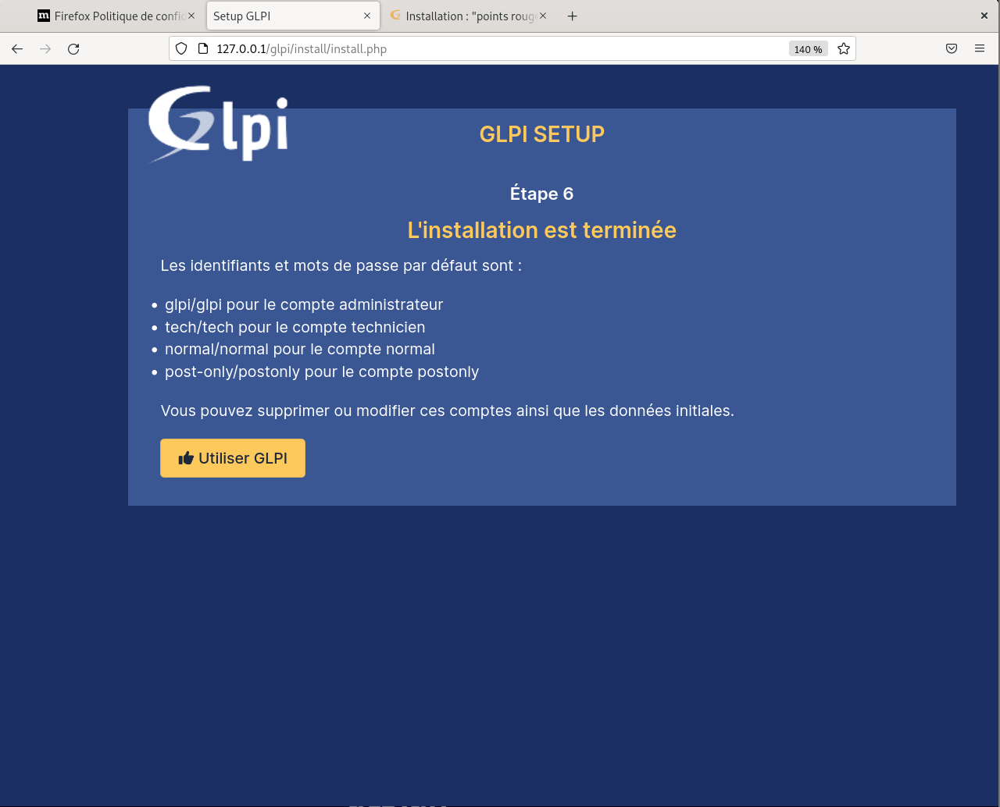 Firefox Politique de confid
Setup GLPI
Installation : "points roug
127.0.0.1/glpi/install/install.php
140 %
Glpi
GLPI SETUP
Étape 6
L'installation est terminée
Les identifiants et mots de passe par défaut sont :
• glpi/glpi pour le compte administrateur
• tech/tech pour le compte technicien
• normal/normal pour le compte normal
• post-only/postonly pour le compte postonly
Vous pouvez supprimer ou modifier ces comptes ainsi que les données initiales.
Utiliser GLPI